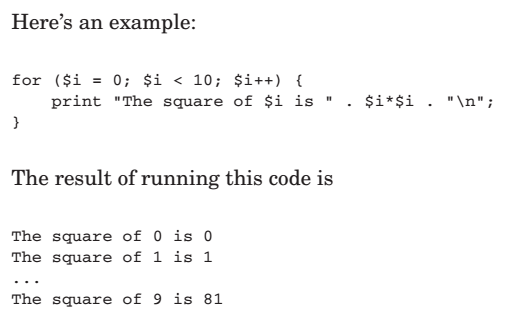 Here’s an example:
for ($i = 0; $i < 10; $i++) {
    print "The square of $i is " . $i*$i . "\n";
}
The result of running this code is
The square of 0 is 0
The square of 1 is 1
...
The square of 9 is 81